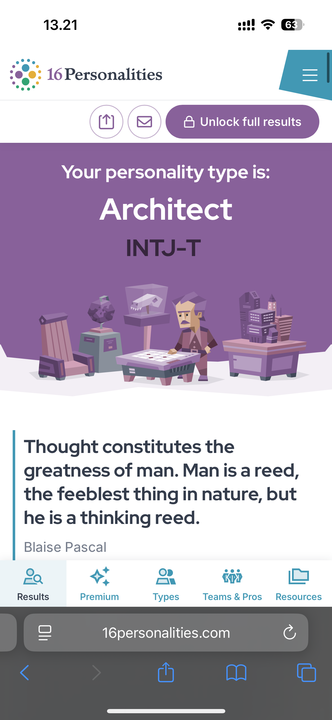 13.21
63
16Personalities
Unlock full results
Your personality type is:
Architect
INTJ-T
Thought constitutes the
greatness of man. Man is a reed,
the feeblest thing in nature, but
he is a thinking reed.
Blaise Pascal
Results
Premium
Types
Teams & Pros
Resources
16personalities.com